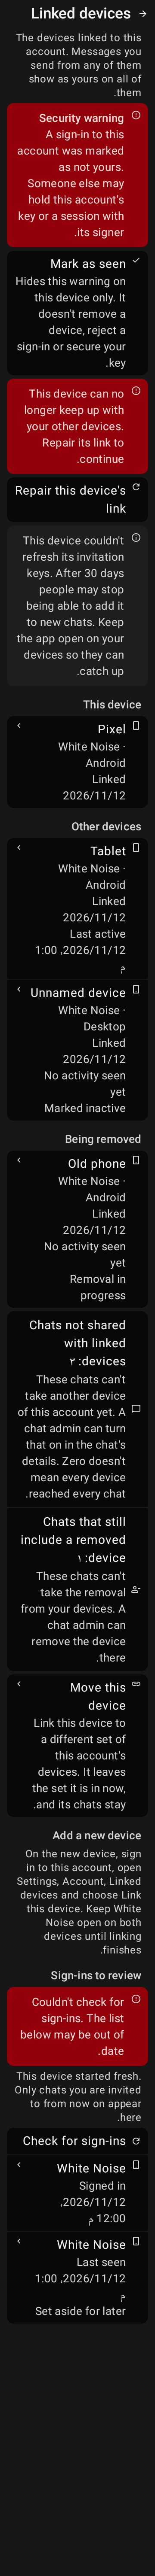 Linked devices
The devices linked to this
account. Messages you
send from any of them
show as yours on all of
them.
Security warning
A sign-in to this
account was marked
as not yours.
Someone else may
hold this account's
key or a session with
its signer.
Mark as seen
Hides this warning on
this device only. It
doesn't remove a
device, reject a
sign-in or secure your
key.
This device can no
longer keep up with
your other devices.
Repair its link to
continue.
Repair this device's
link
This device couldn't
refresh its invitation
keys. After 30 days
people may stop
being able to add it
to new chats. Keep
the app open on your
devices so they can
catch up.
This device
Pixel
White Noise ·
Android
Linked
2026/11/12
Other devices
Tablet
White Noise ·
Android
Linked
2026/11/12
Last active
2026/11/12, 1:00
م
Unnamed device
White Noise ·
Desktop
Linked
2026/11/12
No activity seen
yet
Marked inactive
Being removed
Old phone
White Noise ·
Android
Linked
2026/11/12
No activity seen
yet
Removal in
progress
Chats not shared
with linked
devices: ٢
These chats can't
take another device
of this account yet. A
chat admin can turn
that on in the chat's
details. Zero doesn't
mean every device
reached every chat.
Chats that still
include a removed
device: ١
These chats can't
take the removal
from your devices. A
chat admin can
remove the device
there.
Move this
device
Link this device to
a different set of
this account's
devices. It leaves
the set it is in now,
and its chats stay.
Add a new device
On the new device, sign
in to this account, open
Settings, Account, Linked
devices and choose Link
this device. Keep White
Noise open on both
devices until linking
finishes.
Sign-ins to review
Couldn't check for
sign-ins. The list
below may be out of
date.
This device started fresh.
Only chats you are invited
to from now on appear
here.
Check for sign-ins
White Noise
Signed in
2026/11/12,
12:00 م
White Noise
Last seen
2026/11/12, 1:00
م
Set aside for later